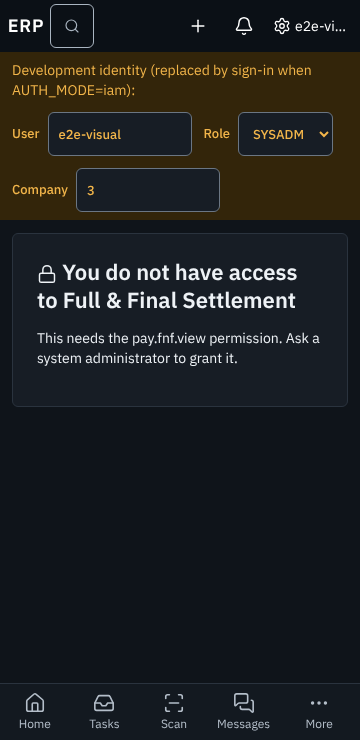 ERP
e2e-vi...
Development identity (replaced by sign-in when
AUTH_MODE=iam):
User e2e-visual Role SYSADM
Company 3
You do not have access
to Full & Final Settlement
This needs the pay.fnf.view permission. Ask a
system administrator to grant it.
Home Tasks Scan Messages More